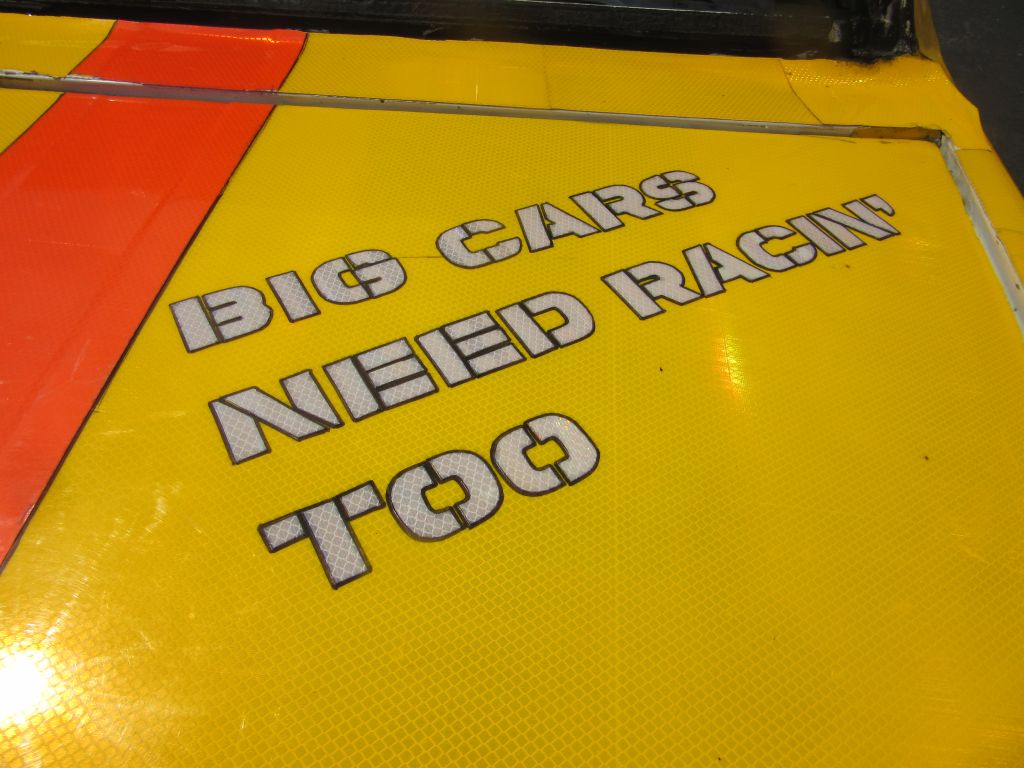 BIG CARS
NEED RACIN'
TOO